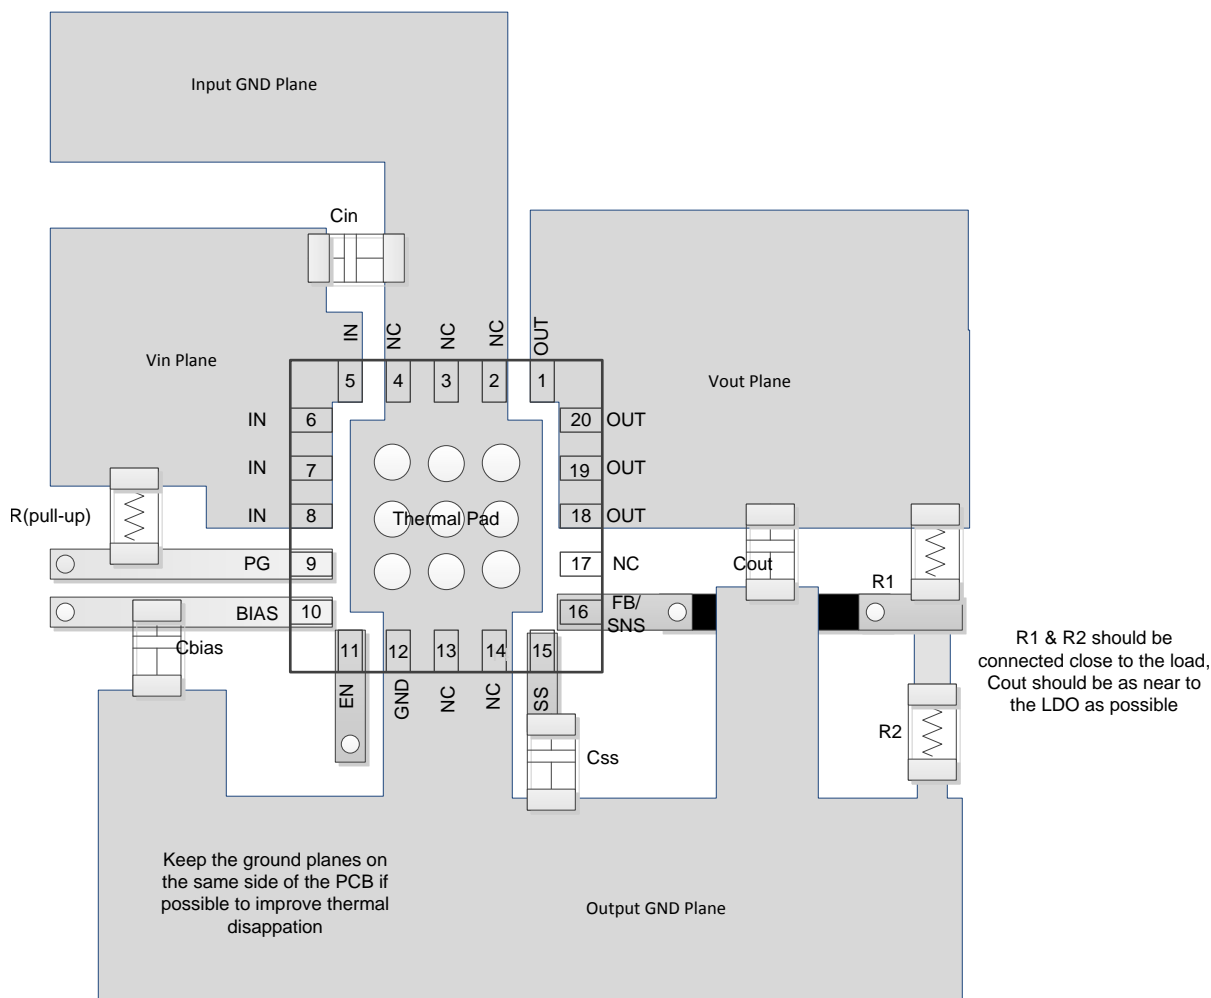 Input GND Plane
Cin
IN
NC
NC
NC
OUT
Vin Plane
Vout Plane
5
4
3
2
1
IN
6
20
OUT
IN
7
19
OUT
R(pull-up)
IN
8
Thermal Pad
18
OUT
PG
9
17
NC
Cout
R1
BIAS
10
16
FB/
SNS
Cbias
11
12
13
14
15
EN
GND
NC
NC
SS
R1 & R2 should be
connected close to the load,
Cout should be as near to
the LDO as possible
R2
Css
Keep the ground planes on
the same side of the PCB if
possible to improve thermal
disappation
Output GND Plane